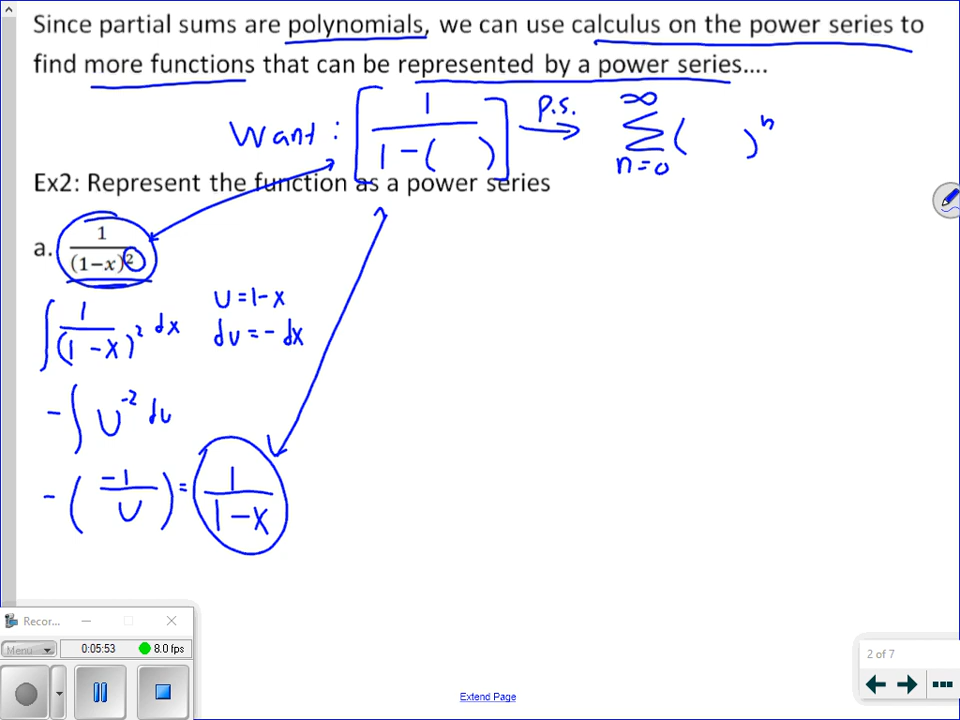 Since partial sums are polynomials, we can use calculus on the power series to
find more functions that can be represented by a power series....
Want : [ 1 / 1 - ( ) ] P.S. → ∞ Σ n=0 ( )^n
Ex2: Represent the function as a power series
a. 1 / (1−x)^2
∫ 1 / (1-x)^2 dx
u = 1-x
du = - dx
- ∫ u^-2 du
- ( -1 / u ) = 1 / 1-x
Recor...
Menu
0:05:53
8.0 fps
2 of 7
Extend Page